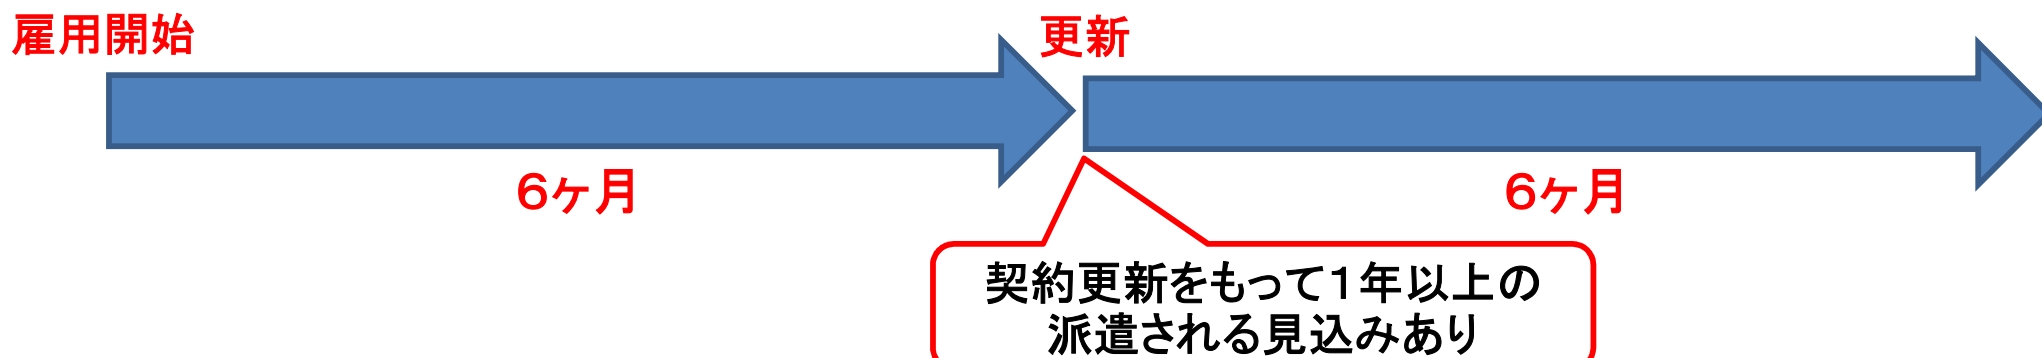 雇用開始
更新
６ヶ月
６ヶ月
契約更新をもって１年以上の
派遣される見込みあり